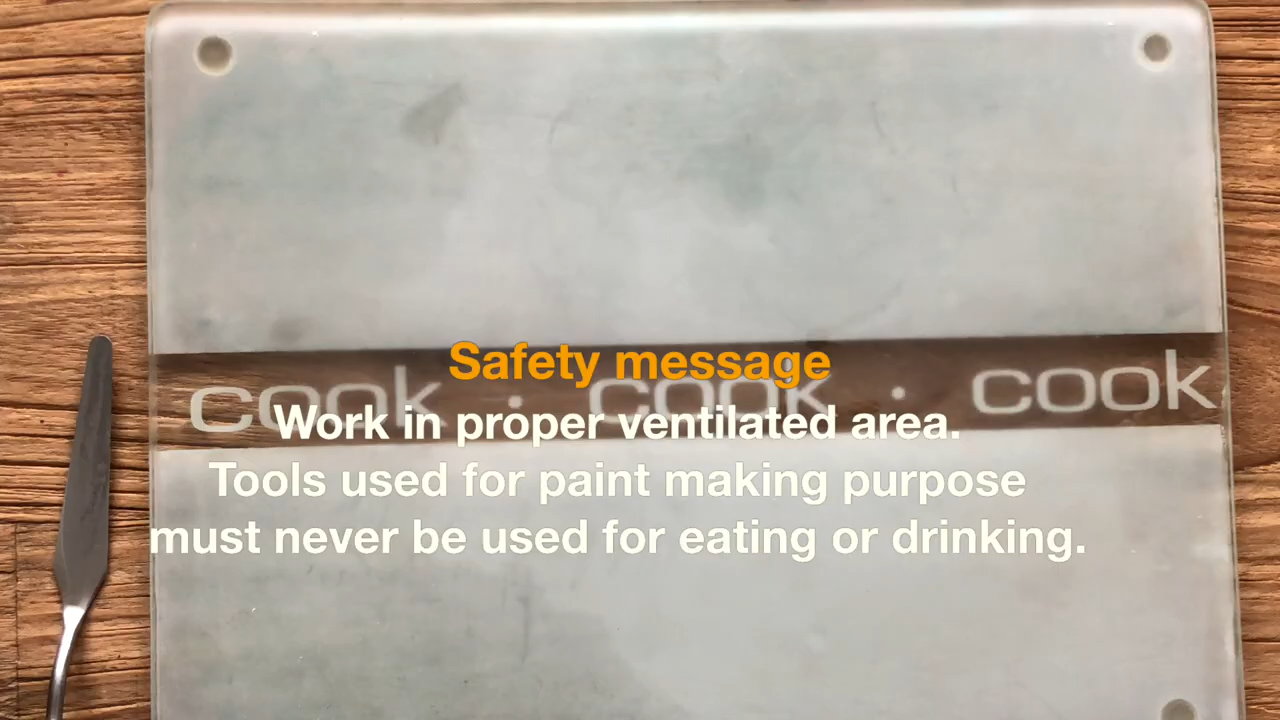 Safety message
cook · cook · cook
Work in proper ventilated area.
Tools used for paint making purpose
must never be used for eating or drinking.